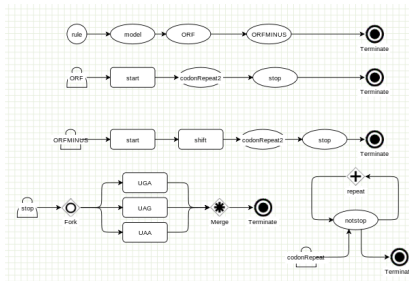 rule model ORF ORFMINUS
Terminate
ORF start codonRepeat2 stop
Terminate
ORFMINUS start shift codonRepeat2 stop
Terminate
UGA
repeat
stop UAG
Fork Merge Terminate
notstop
UAA
codonRepeat
Terminate